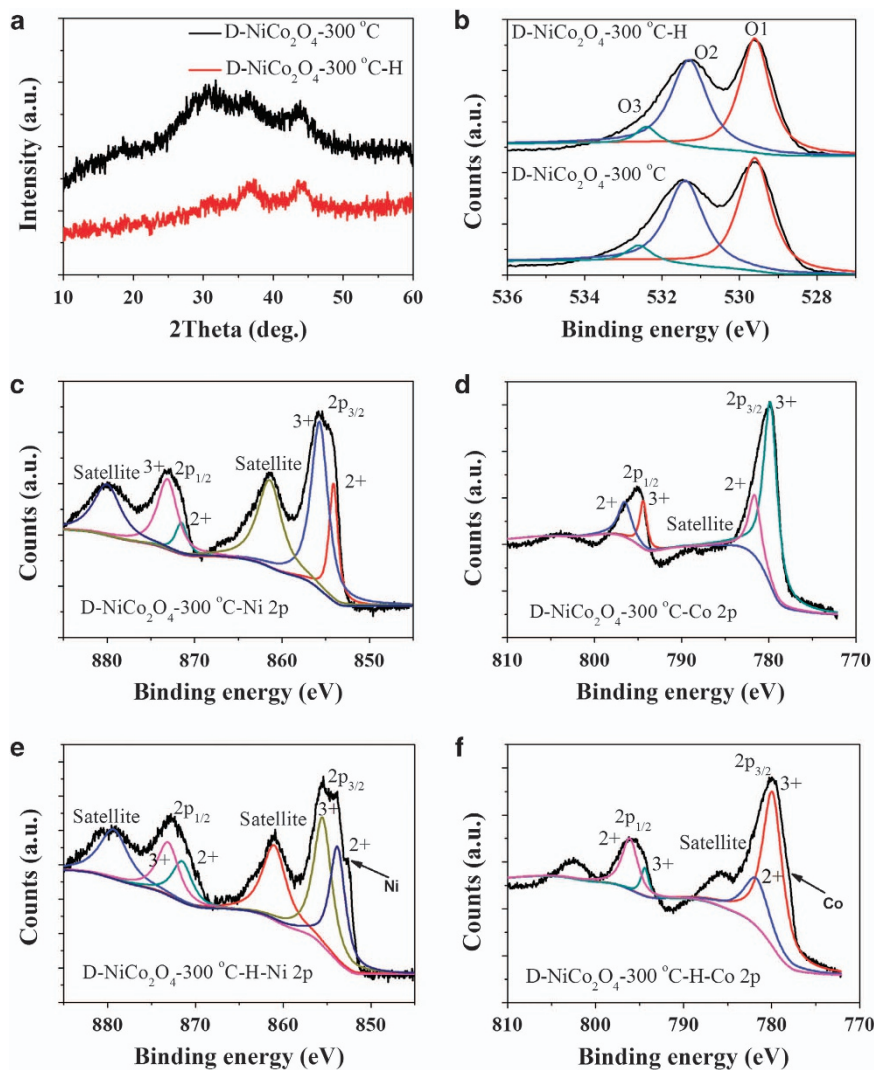 a
D-NiCo₂O₄-300 °C
D-NiCo₂O₄-300 °C-H
Intensity (a.u.)
10 20 30 40 50 60
2Theta (deg.)
b
D-NiCo₂O₄-300 °C-H
O1
O2
O3
D-NiCo₂O₄-300 °C
Counts (a.u.)
536 534 532 530 528
Binding energy (eV)
c
2p₃/₂
3+
Satellite
3+ 2p₁/₂
Satellite
2+
2+
Counts (a.u.)
D-NiCo₂O₄-300 °C-Ni 2p
880 870 860 850
Binding energy (eV)
d
2p₃/₂ 3+
2p₁/₂
2+
2+
3+
Satellite
Counts (a.u.)
D-NiCo₂O₄-300 °C-Co 2p
810 800 790 780 770
Binding energy (eV)
e
2p₃/₂
Satellite
2p₁/₂
Satellite
3+
2+
3+
2+
Ni
Counts (a.u.)
D-NiCo₂O₄-300 °C-H-Ni 2p
880 870 860 850
Binding energy (eV)
f
2p₃/₂
3+
2p₁/₂
Satellite
2+
3+
2+
Co
Counts (a.u.)
D-NiCo₂O₄-300 °C-H-Co 2p
810 800 790 780 770
Binding energy (eV)